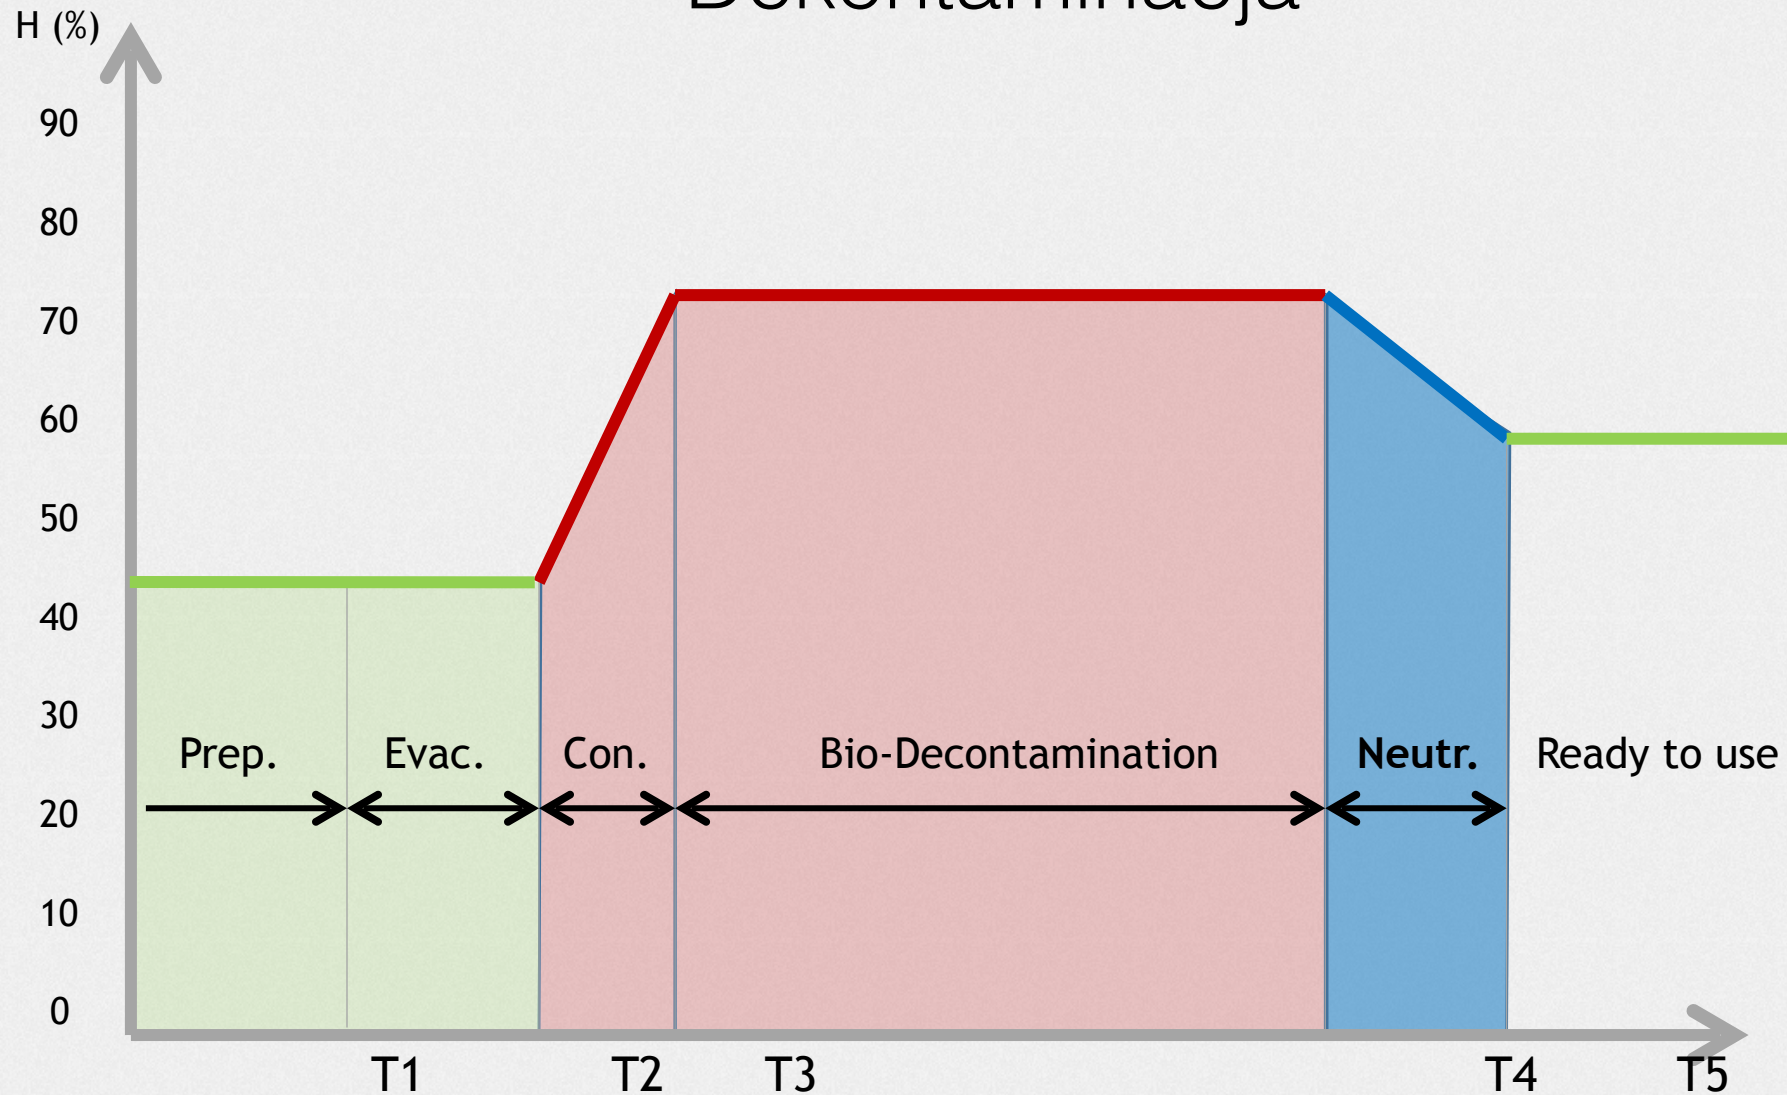 Dekontaminacja
H (%)
90
80
70
60
50
40
30
20
10
0
Prep.
Evac.
Con.
Bio-Decontamination
Neutr.
Ready to use
T1
T2
T3
T4
T5